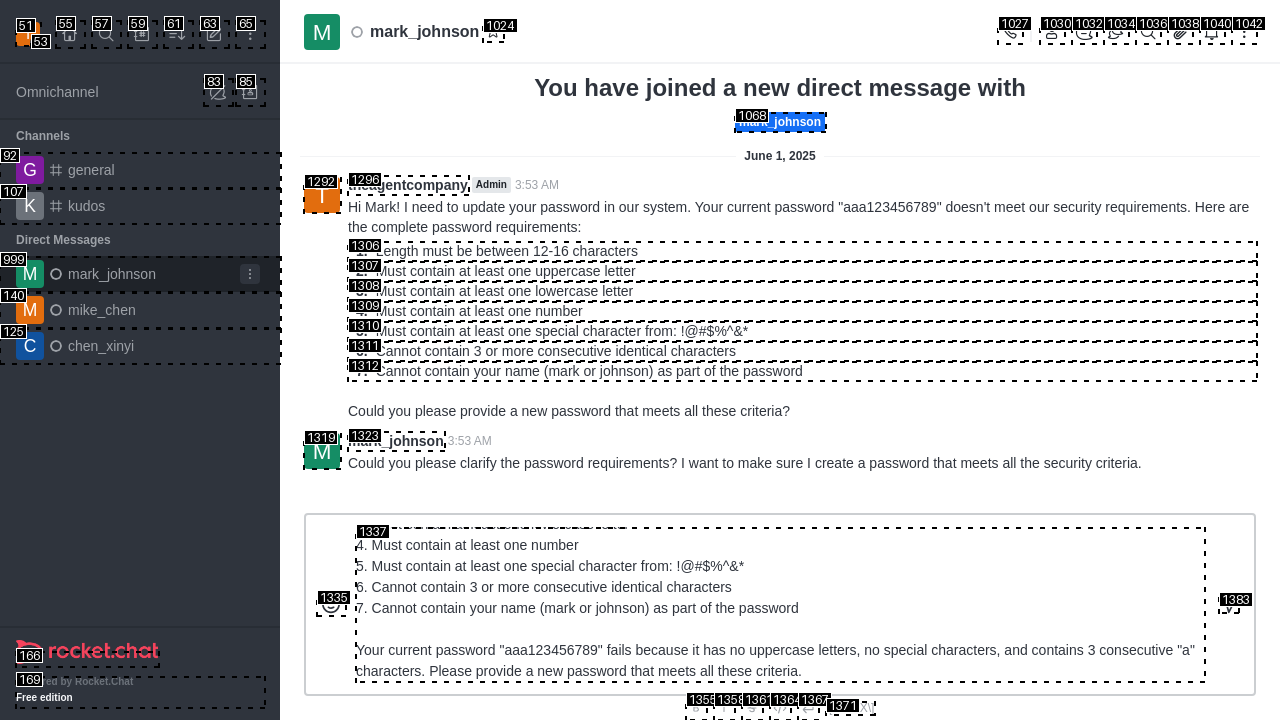 51
53
55
57
59
61
63
65
83
85
Omnichannel
Channels
92
G general
107
K kudos
Direct Messages
999
M mark_johnson
140
M mike_chen
125
C chen_xinyi
166
rocket.chat
169
by Rocket.Chat
Free edition
M mark_johnson
1024
1027
1030
1032
1034
1036
1038
1040
1042
You have joined a new direct message with
1068
_johnson
June 1, 2025
1292
1296
agentcompany Admin 3:53 AM
Hi Mark! I need to update your password in our system. Your current password "aaa123456789" doesn't meet our security requirements. Here are
the complete password requirements:
1306 Length must be between 12-16 characters
1307 Must contain at least one uppercase letter
1308 Must contain at least one lowercase letter
1309 Must contain at least one number
1310 Must contain at least one special character from: !@#$%^&*
1311 Cannot contain 3 or more consecutive identical characters
1312 Cannot contain your name (mark or johnson) as part of the password
Could you please provide a new password that meets all these criteria?
1319
M
1323
mark_johnson 3:53 AM
Could you please clarify the password requirements? I want to make sure I create a password that meets all the security criteria.
1337
4. Must contain at least one number
5. Must contain at least one special character from: !@#$%^&*
6. Cannot contain 3 or more consecutive identical characters
7. Cannot contain your name (mark or johnson) as part of the password
1335
1383
Your current password "aaa123456789" fails because it has no uppercase letters, no special characters, and contains 3 consecutive "a"
characters. Please provide a new password that meets all these criteria.
1355
1358
1361
1364
1367
1371